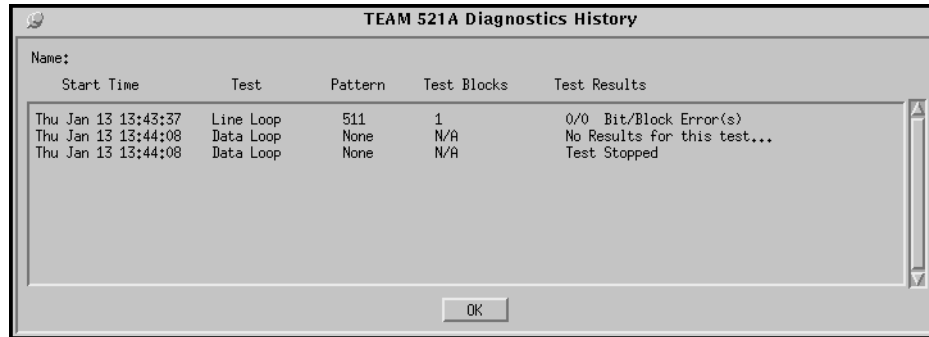 TEAM 521A Diagnostics History
Name:
Start Time Test Pattern Test Blocks Test Results
Thu Jan 13 13:43:37 Line Loop 511 1 0/0 Bit/Block Error(s)
Thu Jan 13 13:44:08 Data Loop None N/A No Results for this test...
Thu Jan 13 13:44:08 Data Loop None N/A Test Stopped
OK